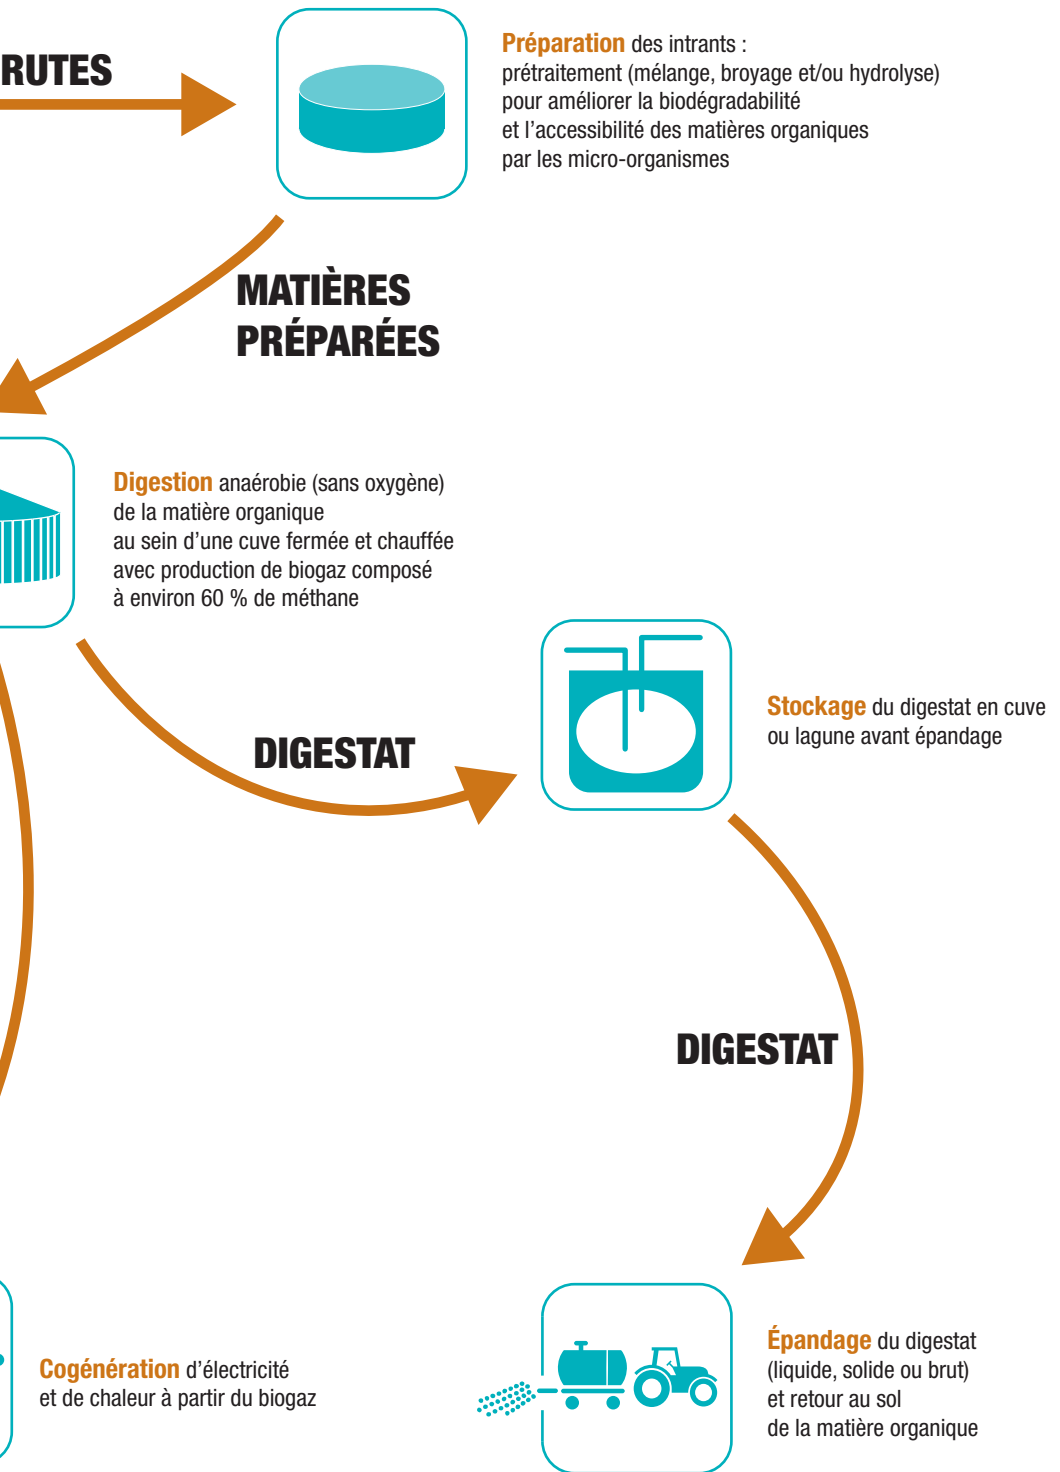 RUTES
Préparation des intrants :
prétraitement (mélange, broyage et/ou hydrolyse)
pour améliorer la biodégradabilité
et l’accessibilité des matières organiques
par les micro-organismes
MATIÈRES
PRÉPARÉES
Digestion anaérobie (sans oxygène)
de la matière organique
au sein d’une cuve fermée et chauffée
avec production de biogaz composé
à environ 60 % de méthane
DIGESTAT
Stockage du digestat en cuve
ou lagune avant épandage
DIGESTAT
Cogénération d’électricité
et de chaleur à partir du biogaz
Épandage du digestat
(liquide, solide ou brut)
et retour au sol
de la matière organique